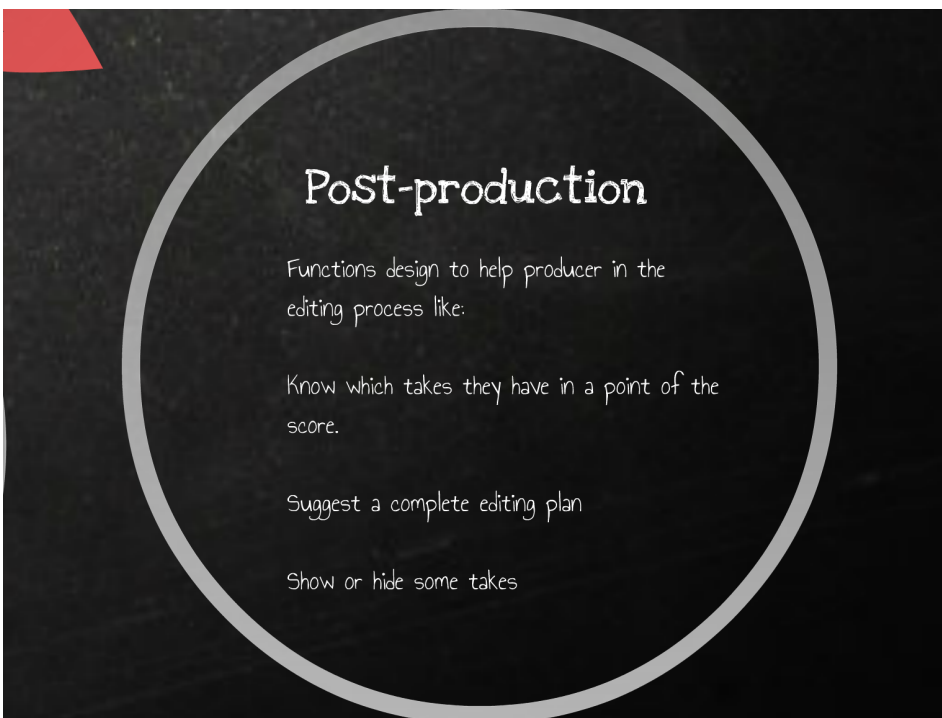 Post-production
Functions design to help producer in the
editing process like:
Know which takes they have in a point of the
score.
Suggest a complete editing plan
Show or hide some takes